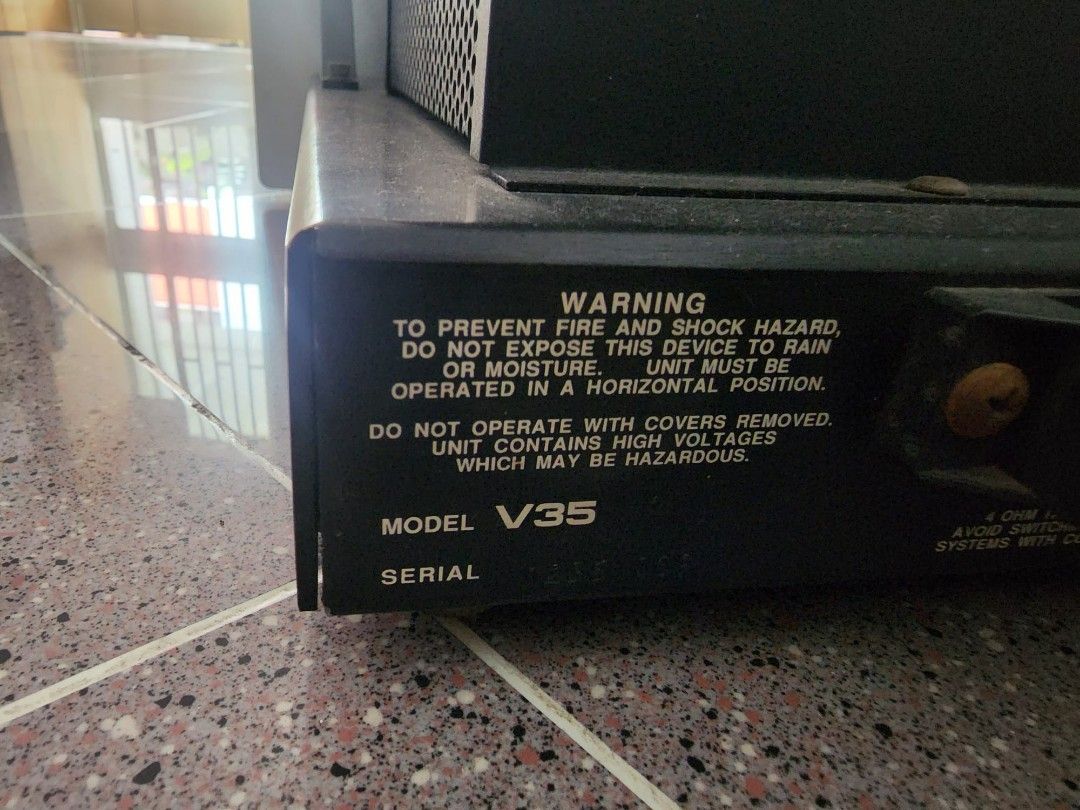 WARNING
TO PREVENT FIRE AND SHOCK HAZARD,
DO NOT EXPOSE THIS DEVICE TO RAIN
OR MOISTURE. UNIT MUST BE
OPERATED IN A HORIZONTAL POSITION.
DO NOT OPERATE WITH COVERS REMOVED.
UNIT CONTAINS HIGH VOLTAGES
WHICH MAY BE HAZARDOUS.
MODEL V35
SERIAL
4 OHM
AVOID
SYSTEMS WITH